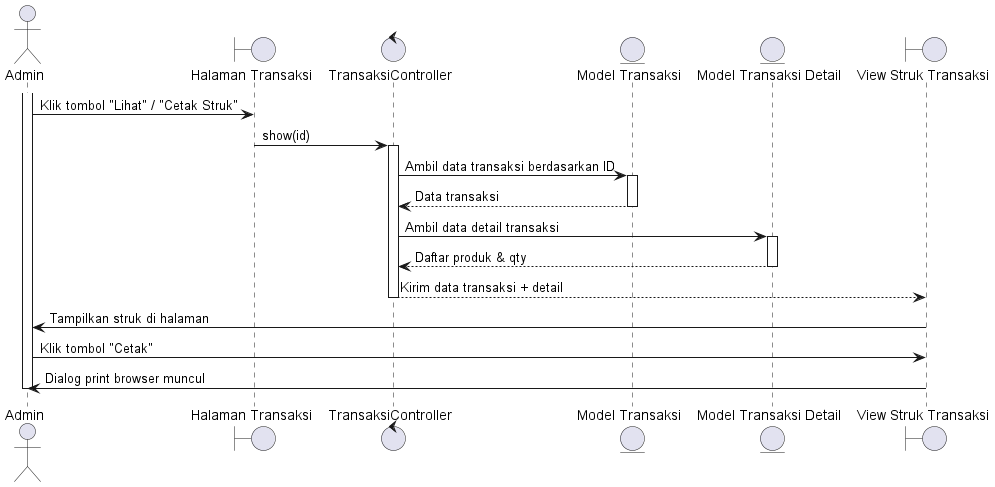 Admin
Halaman Transaksi
TransaksiController
Model Transaksi
Model Transaksi Detail
View Struk Transaksi
Klik tombol "Lihat" / "Cetak Struk"
show(id)
Ambil data transaksi berdasarkan ID
Data transaksi
Ambil data detail transaksi
Daftar produk & qty
Kirim data transaksi + detail
Tampilkan struk di halaman
Klik tombol "Cetak"
Dialog print browser muncul
Admin
Halaman Transaksi
TransaksiController
Model Transaksi
Model Transaksi Detail
View Struk Transaksi